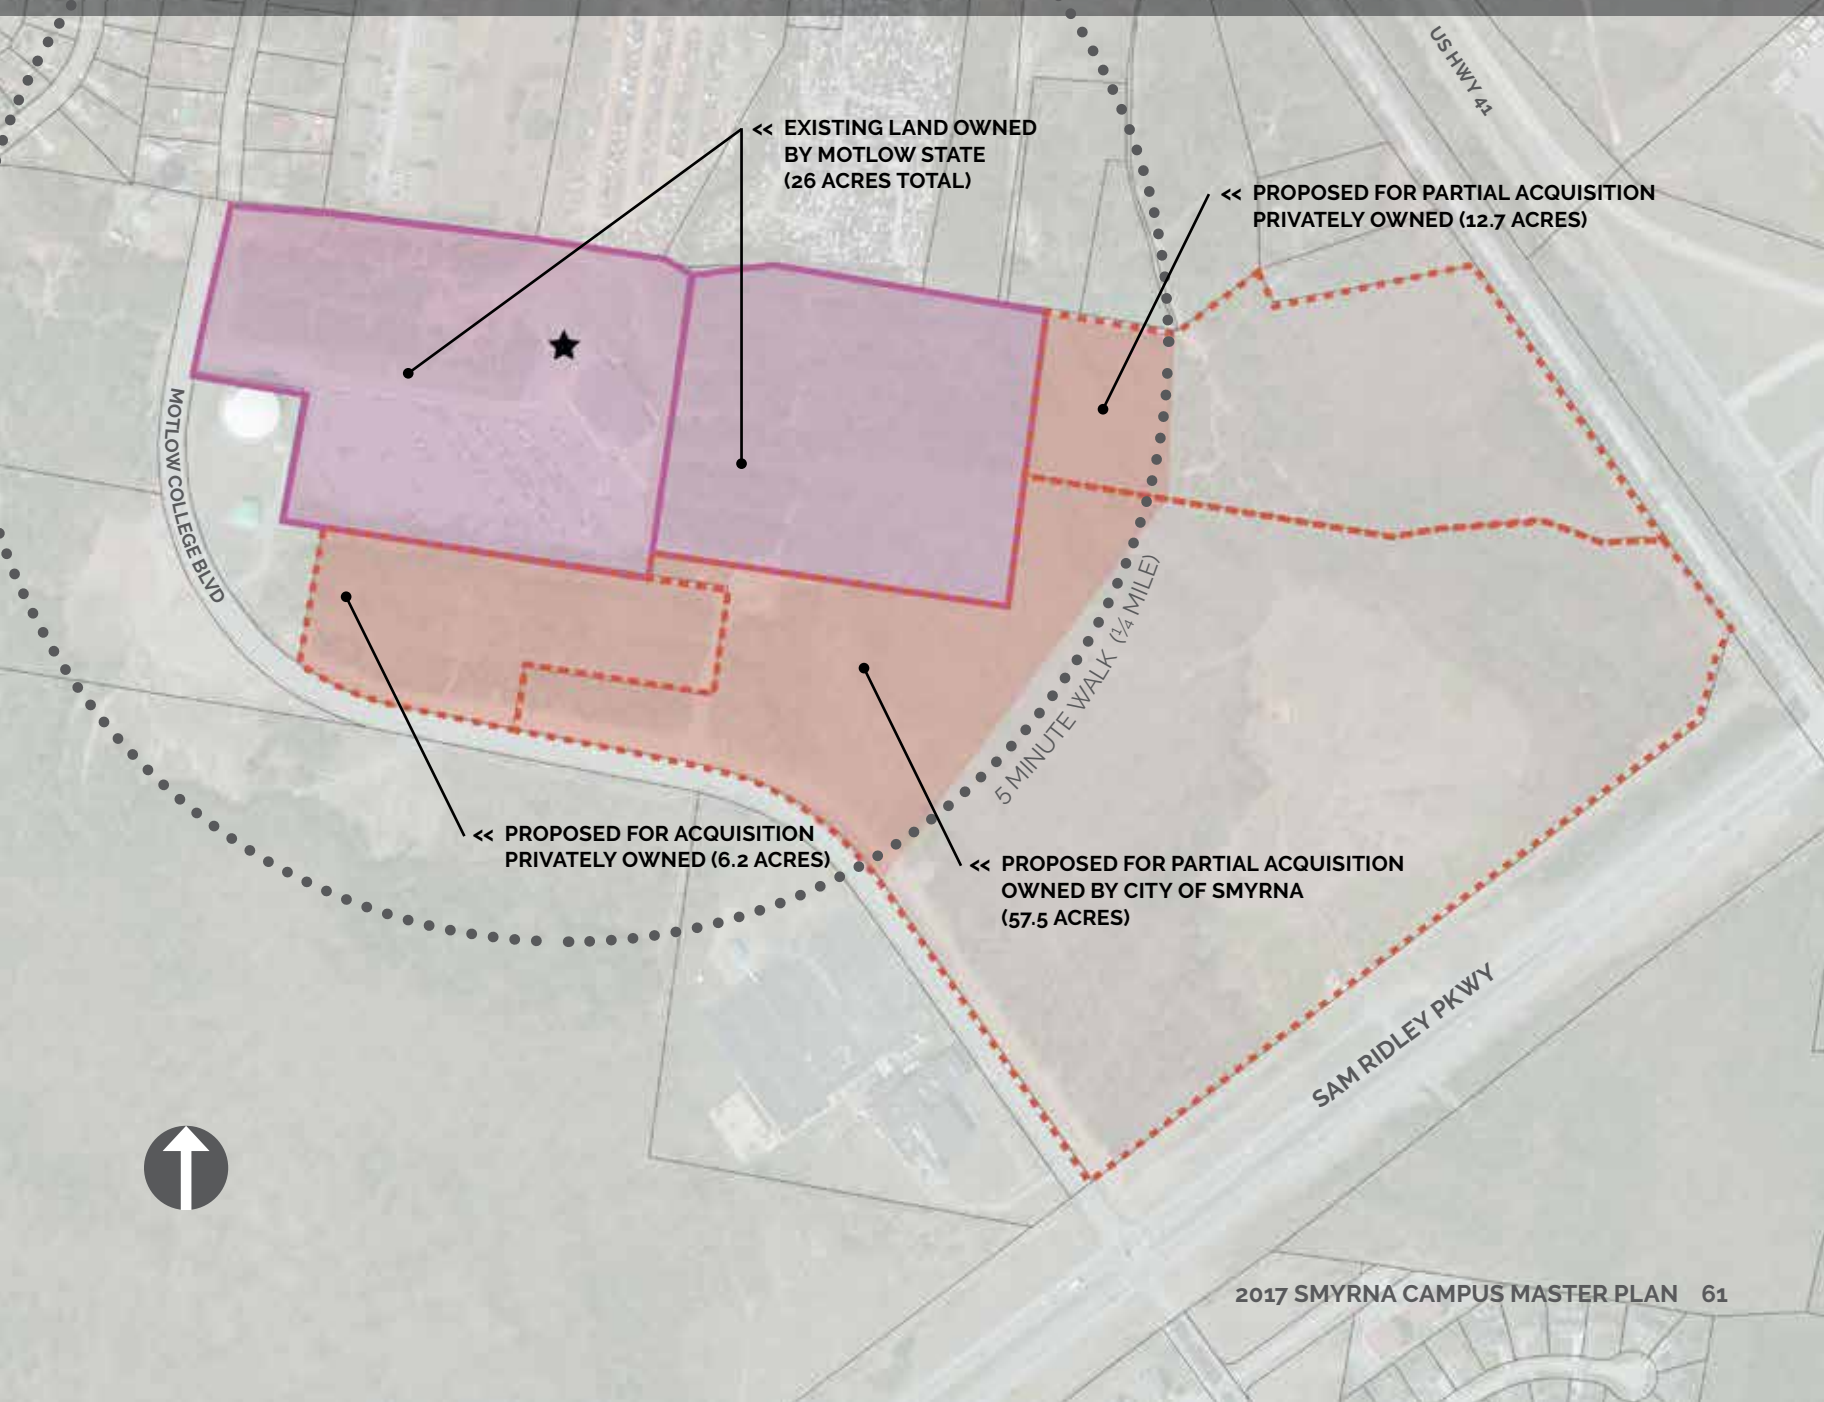 US HWY 41
<< EXISTING LAND OWNED
BY MOTLOW STATE
(26 ACRES TOTAL)
<< PROPOSED FOR PARTIAL ACQUISITION
PRIVATELY OWNED (12.7 ACRES)
MOTLOW COLLEGE BLVD
5 MINUTE WALK (¼ MILE)
<< PROPOSED FOR ACQUISITION
PRIVATELY OWNED (6.2 ACRES)
<< PROPOSED FOR PARTIAL ACQUISITION
OWNED BY CITY OF SMYRNA
(57.5 ACRES)
SAM RIDLEY PKWY
2017 SMYRNA CAMPUS MASTER PLAN 61